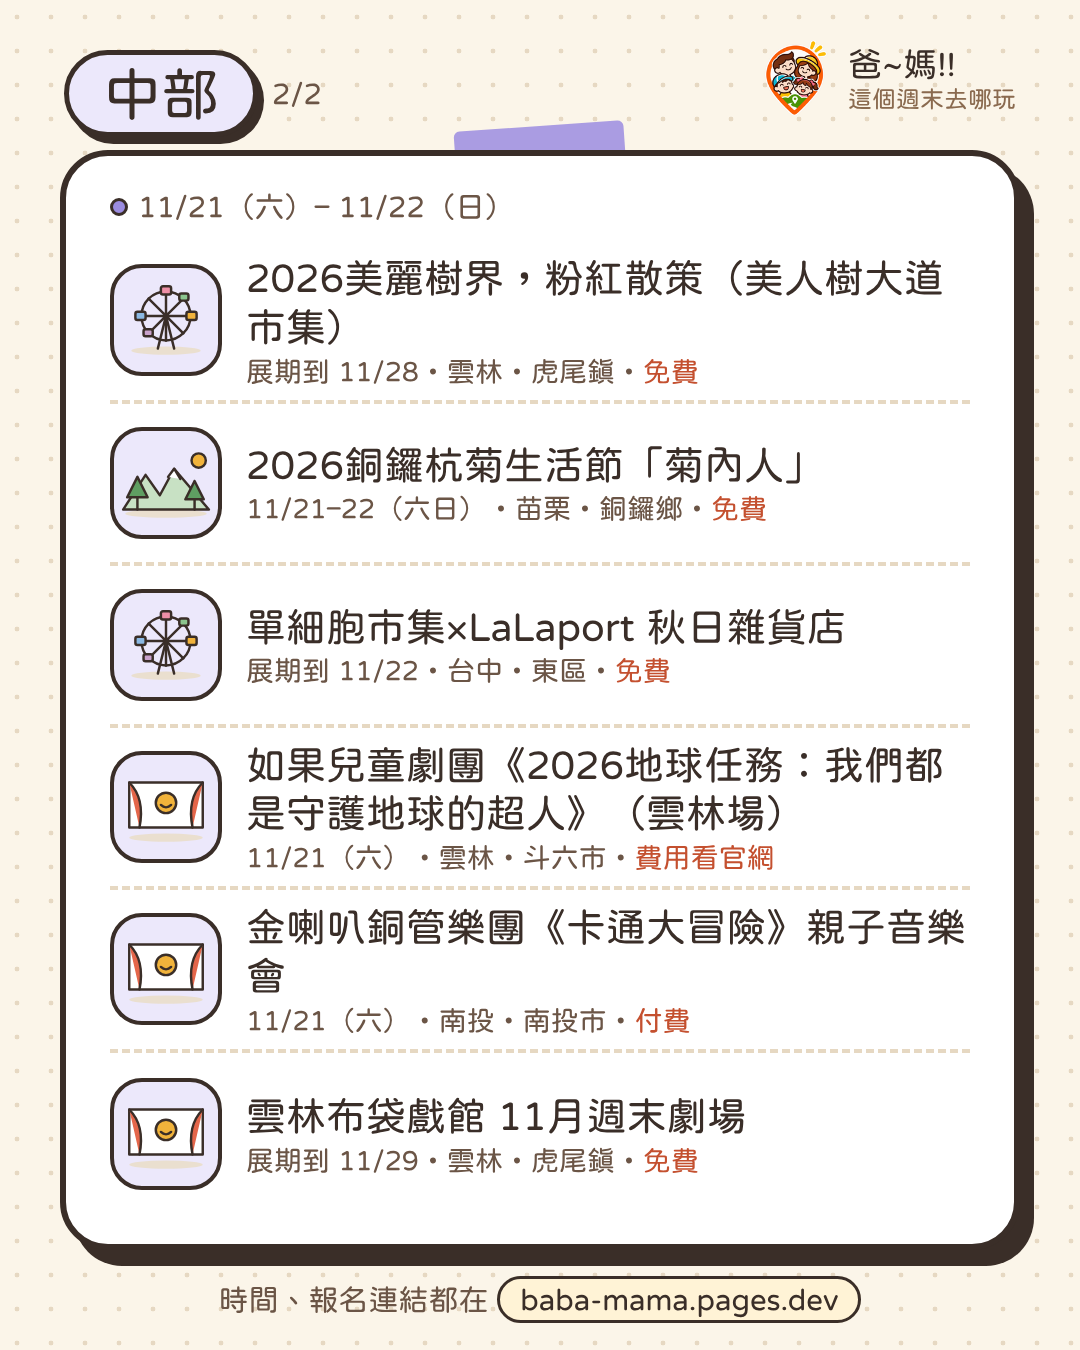 中部
2/2
爸~媽!!
這個週末去哪玩
11/21（六）– 11/22（日）
2026美麗樹界，粉紅散策（美人樹大道
市集）
展期到 11/28・雲林・虎尾鎮・免費
2026銅鑼杭菊生活節「菊內人」
11/21–22（六日）・苗栗・銅鑼鄉・免費
單細胞市集×LaLaport 秋日雜貨店
展期到 11/22・台中・東區・免費
如果兒童劇團《2026地球任務：我們都
是守護地球的超人》（雲林場）
11/21（六）・雲林・斗六市・費用看官網
金喇叭銅管樂團《卡通大冒險》親子音樂
會
11/21（六）・南投・南投市・付費
雲林布袋戲館 11月週末劇場
展期到 11/29・雲林・虎尾鎮・免費
時間、報名連結都在 baba-mama.pages.dev